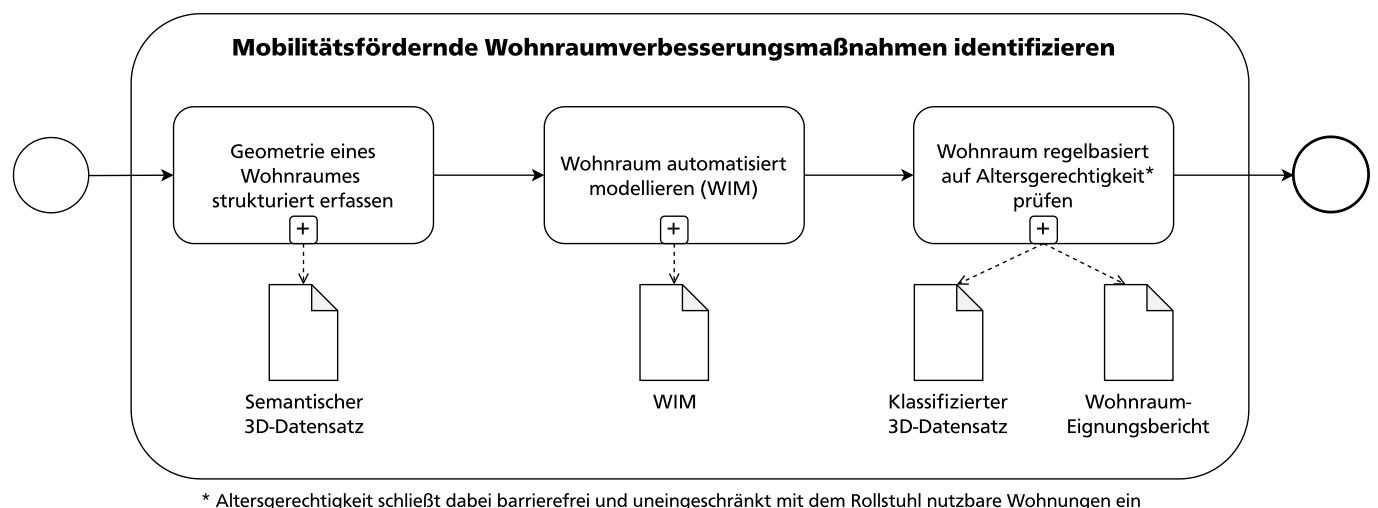 Mobilitätsfördernde Wohnraumverbesserungsmaßnahmen identifizieren
Geometrie eines
Wohnraumes
strukturiert erfassen
+
Wohnraum automatisiert
modellieren (WIM)
+
Wohnraum regelbasiert
auf Altersgerechtigkeit*
prüfen
+
Semantischer
3D-Datensatz
WIM
Klassifizierter
3D-Datensatz
Wohnraum-
Eignungsbericht
* Altersgerechtigkeit schließt dabei barrierefrei und uneingeschränkt mit dem Rollstuhl nutzbare Wohnungen ein